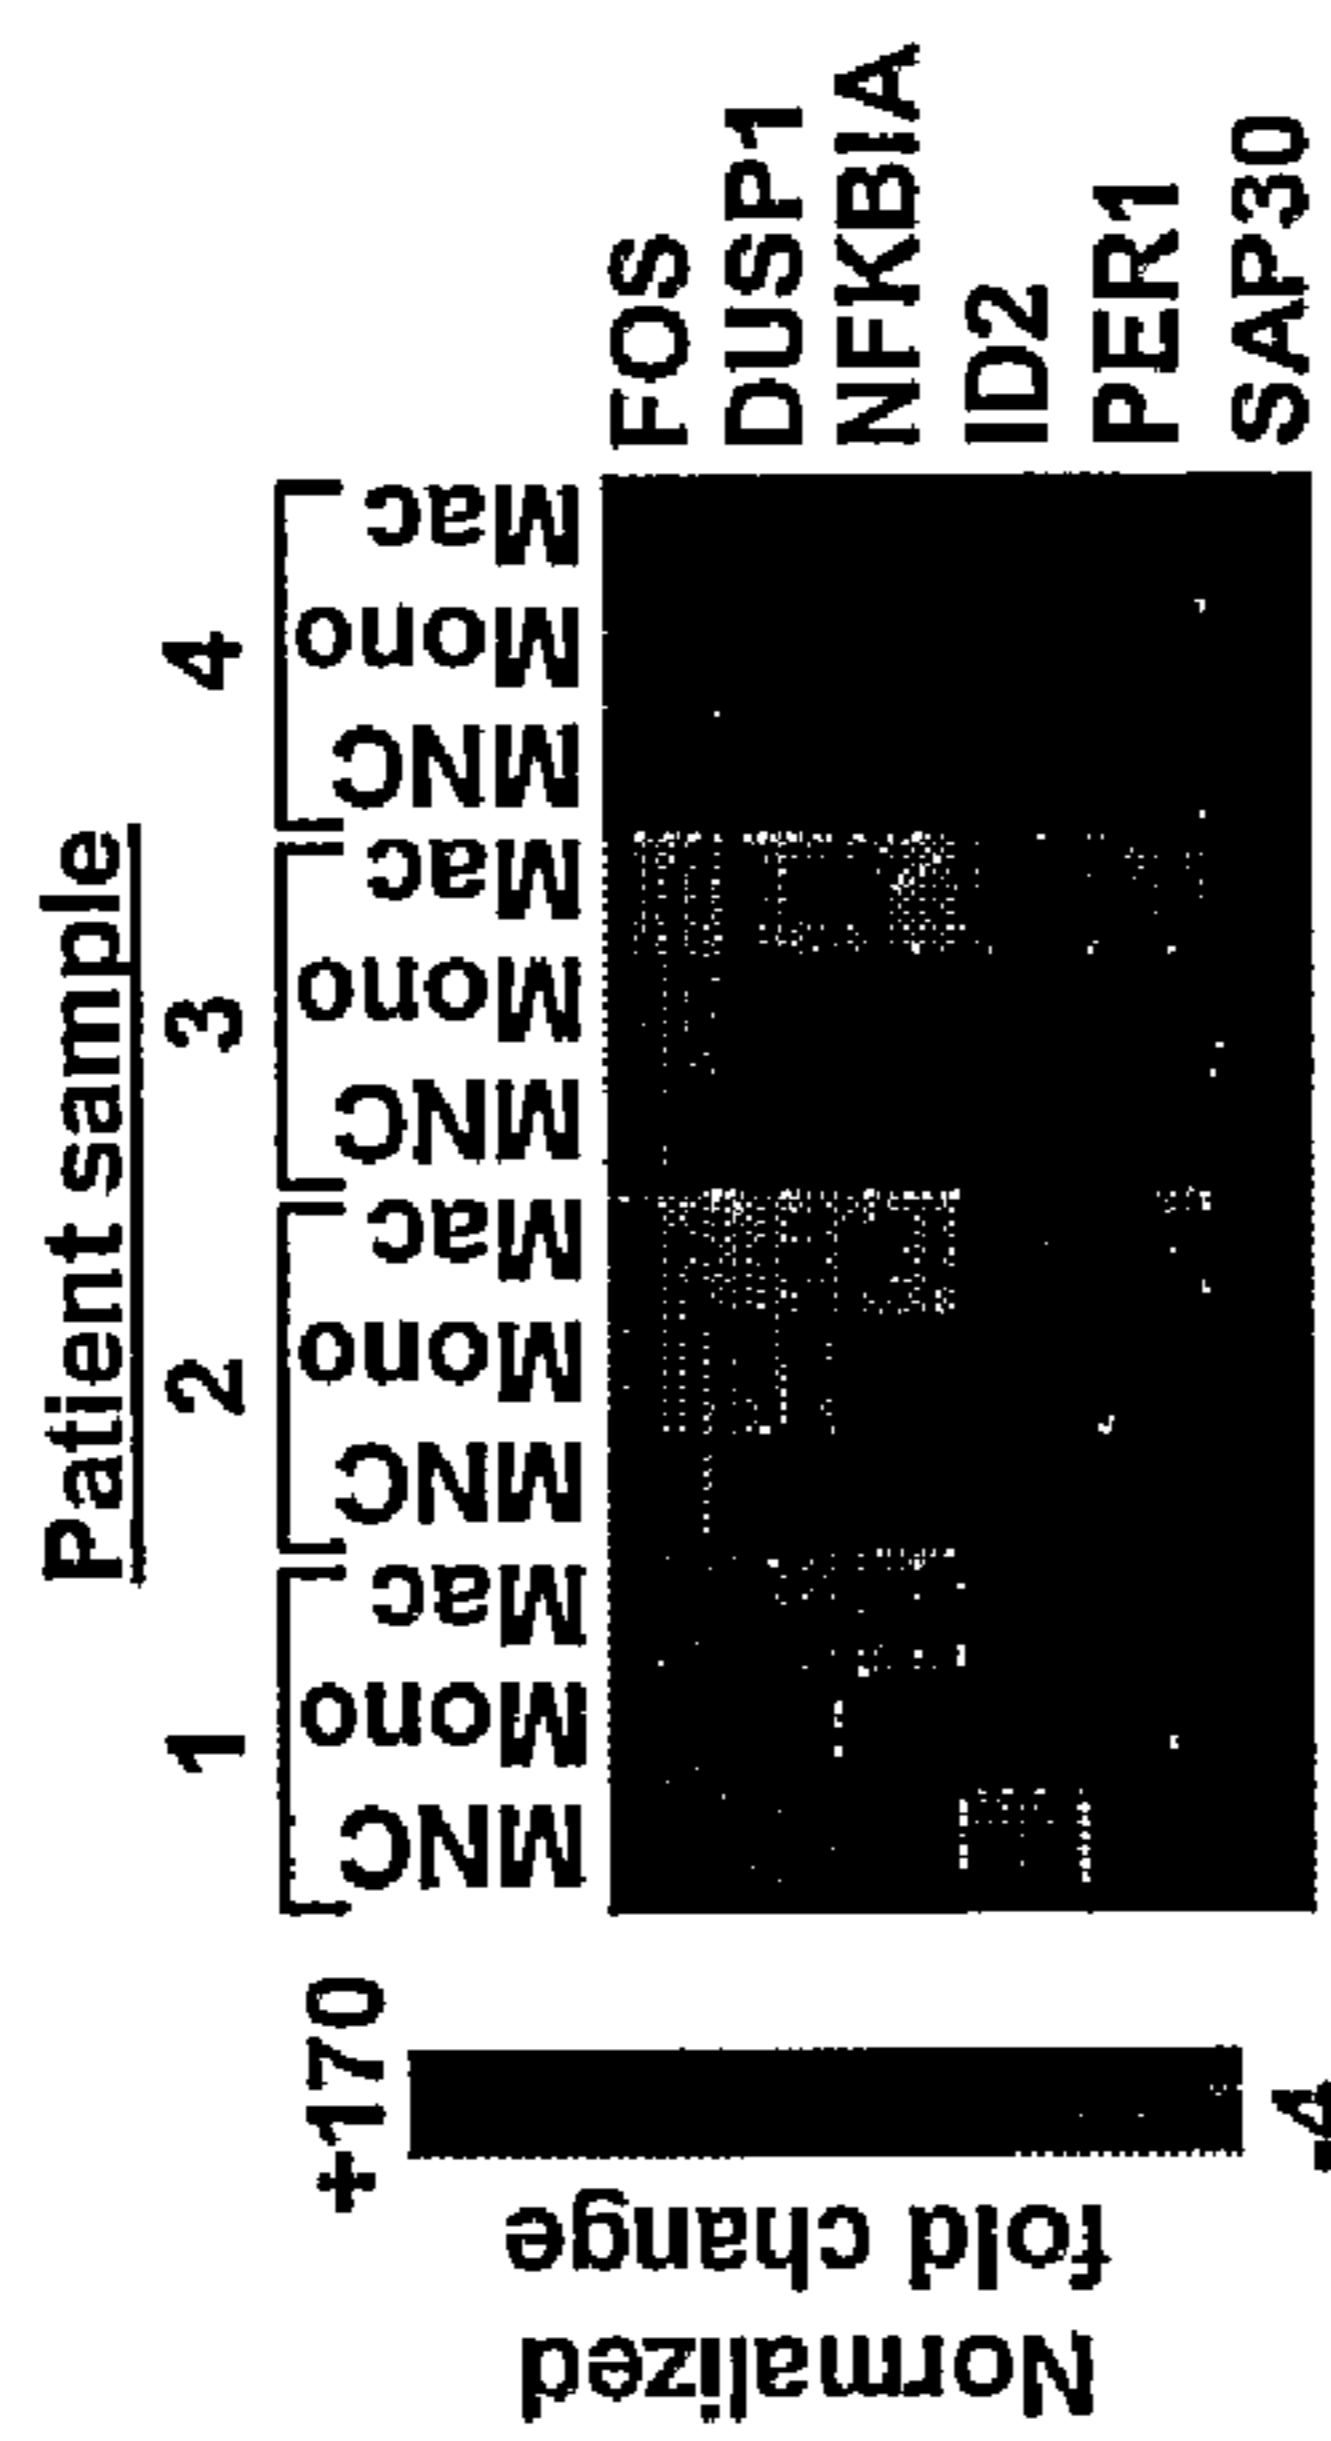 Patient sample
1 2 3 4
MNC Mono Mac MNC Mono Mac MNC Mono Mac MNC Mono Mac
FOS
DUSP1
NFKBIA
ID2
PER1
SAP30
Normalized
fold change
+170
-4